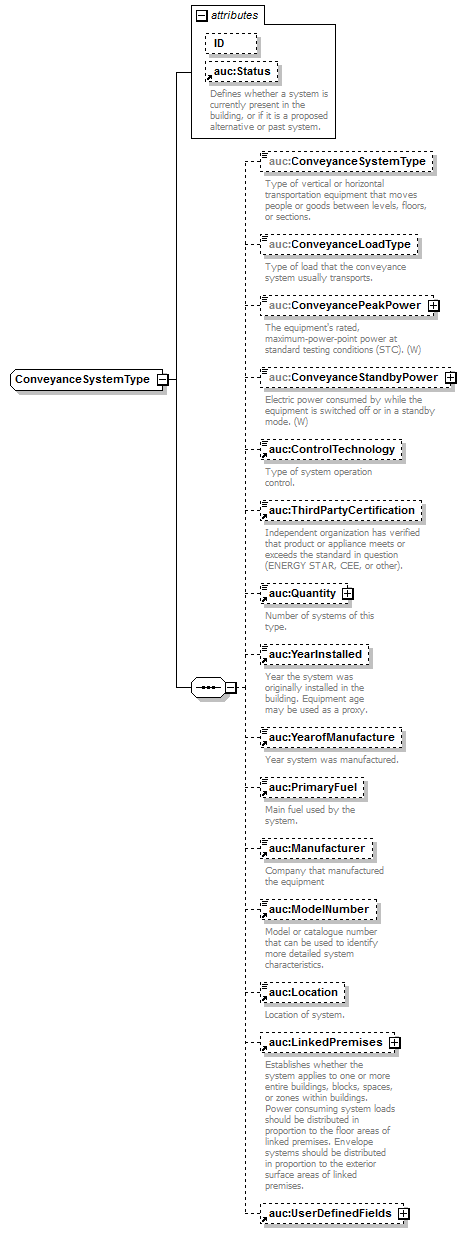 attributes
ID
auc:Status
Defines whether a system is
currently present in the
building, or if it is a proposed
alternative or past system.
auc:ConveyanceSystemType
Type of vertical or horizontal
transportation equipment that moves
people or goods between levels, floors,
or sections.
auc:ConveyanceLoadType
Type of load that the conveyance
system usually transports.
auc:ConveyancePeakPower
The equipment's rated,
maximum-power-point power at
standard testing conditions (STC). (W)
ConveyanceSystemType
auc:ConveyanceStandbyPower
Electric power consumed by while the
equipment is switched off or in a standby
mode. (W)
auc:ControlTechnology
Type of system operation
control.
auc:ThirdPartyCertification
Independent organization has verified
that product or appliance meets or
exceeds the standard in question
(ENERGY STAR, CEE, or other).
auc:Quantity
Number of systems of this
type.
auc:YearInstalled
Year the system was
originally installed in the
building. Equipment age
may be used as a proxy.
auc:YearofManufacture
Year system was manufactured.
auc:PrimaryFuel
Main fuel used by the
system.
auc:Manufacturer
Company that manufactured
the equipment
auc:ModelNumber
Model or catalogue number
that can be used to identify
more detailed system
characteristics.
auc:Location
Location of system.
auc:LinkedPremises
Establishes whether the
system applies to one or more
entire buildings, blocks, spaces,
or zones within buildings.
Power consuming system loads
should be distributed in
proportion to the floor areas of
linked premises. Envelope
systems should be distributed
in proportion to the exterior
surface areas of linked
premises.
auc:UserDefinedFields